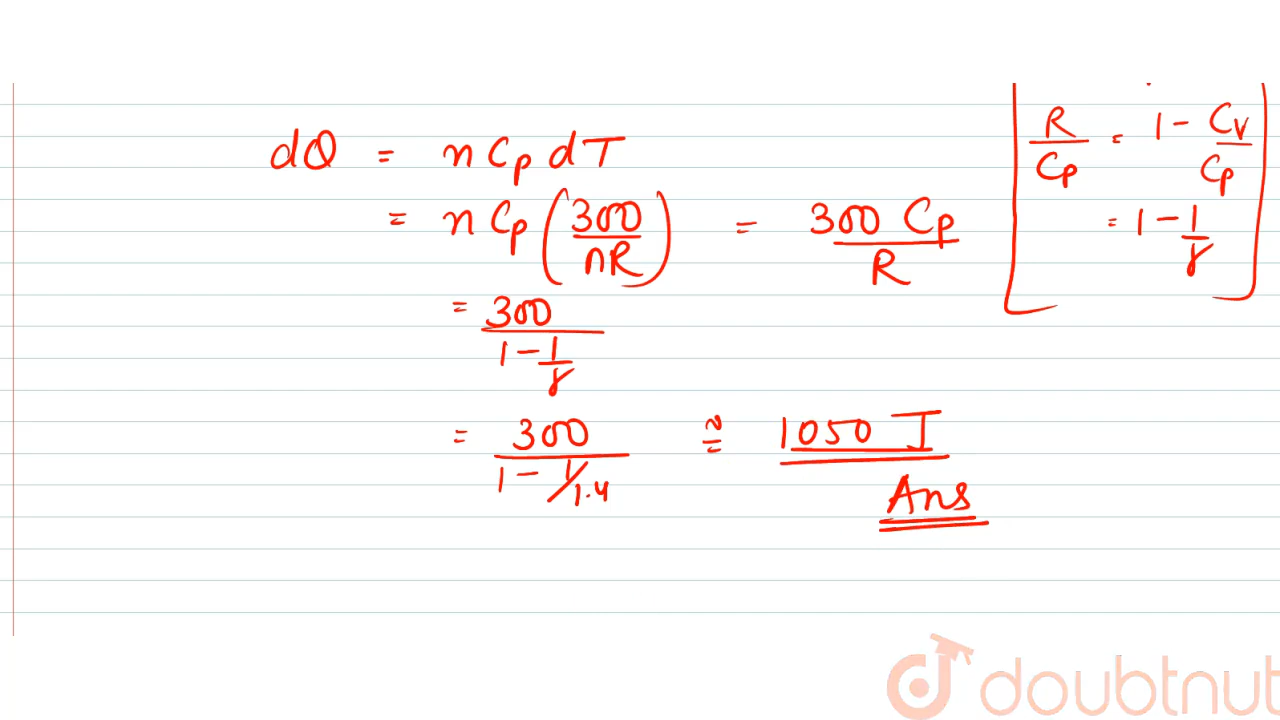 dQ = n Cp dT
= n Cp (300/nR) = 300 Cp/R
= 300/(1 - 1/γ)
= 300/(1 - 1/1.4) ≅ 1050 J
Ans
R/Cp = 1 - Cv/Cp
= 1 - 1/γ
doubtnut